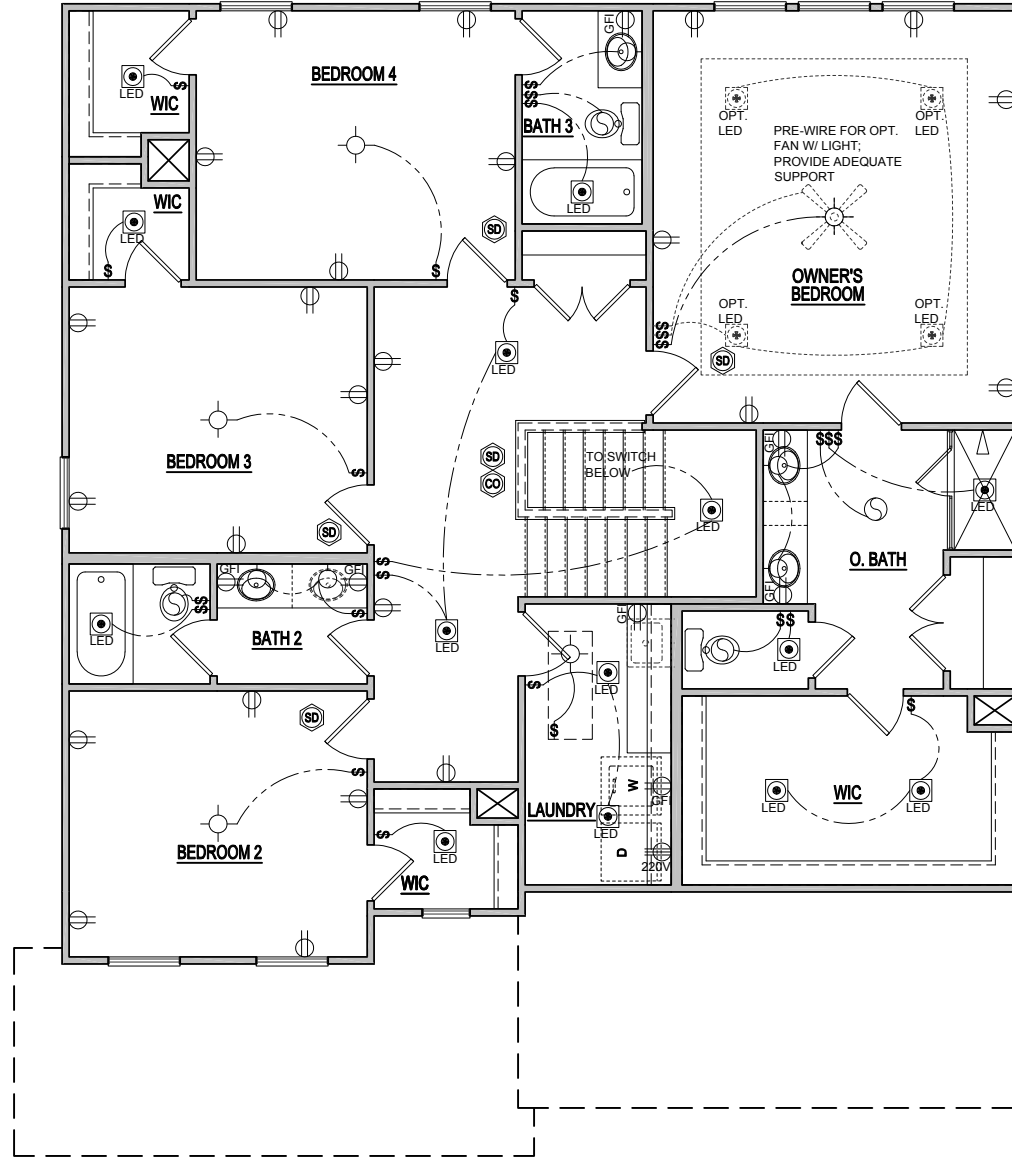 GFI
BEDROOM 4
LED
WIC
$
$
$
$
$
BATH 3
OPT.
LED
OPT.
LED
PRE-WIRE FOR OPT.
FAN W/ LIGHT;
PROVIDE ADEQUATE
SUPPORT
WIC
LED
LED
SD
$
$
OWNER'S
BEDROOM
$
OPT.
LED
OPT.
LED
$
$
$
LED
SD
BEDROOM 3
$
SD
CO
TO SWITCH
BELOW
LED
GFI
$$$
LED
SD
$
$
O. BATH
GFI
GFI
GFI
$
$
$
LED
BATH 2
LED
GFI
$$
LED
LED
$
$
SD
$
WIC
$
LED
LED
W
GFI
LAUNDRY
LED
D
220V
BEDROOM 2
$
LED
WIC